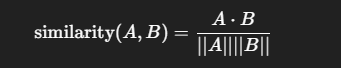 similarity(A, B) = A · B / ||A||||B||